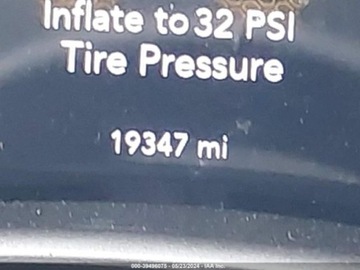 Inflate to 32 PSI
Tire Pressure
19347 mi